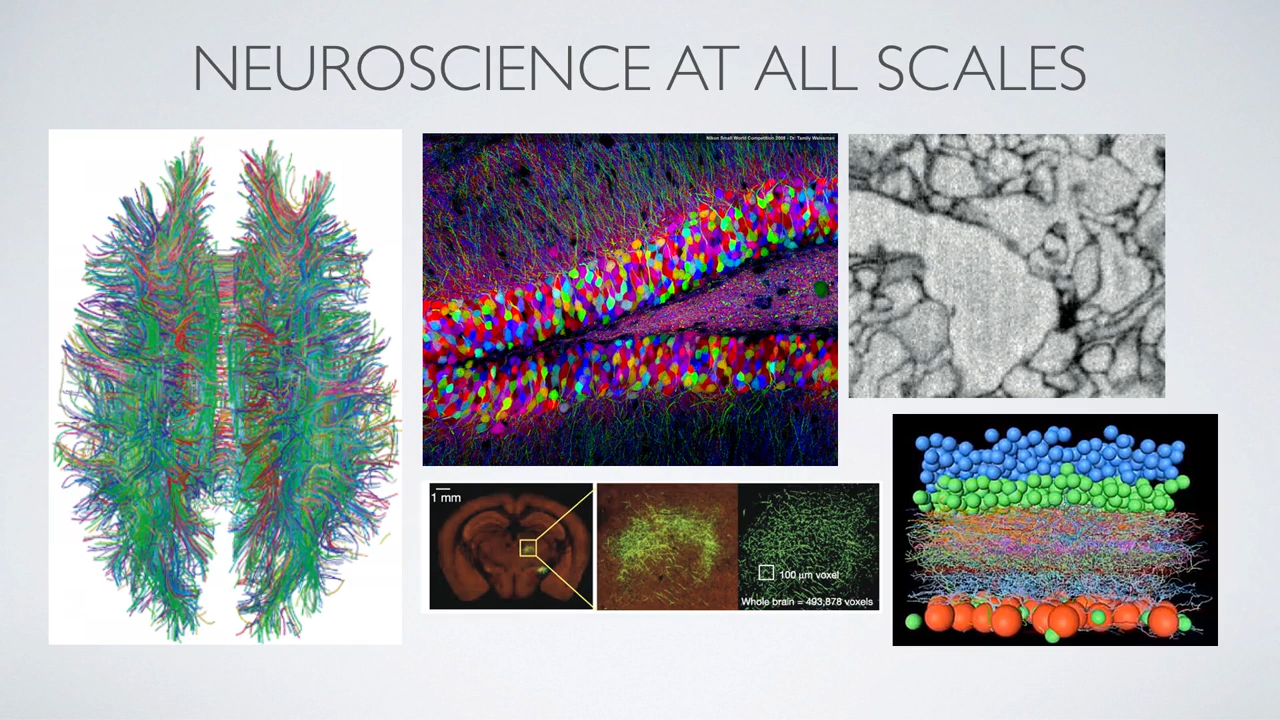 NEUROSCIENCE AT ALL SCALES
Nikon Small World Competition 2008 - Dr. Tamily Weissman
1 mm
100 µm voxel
Whole brain = 493,878 voxels